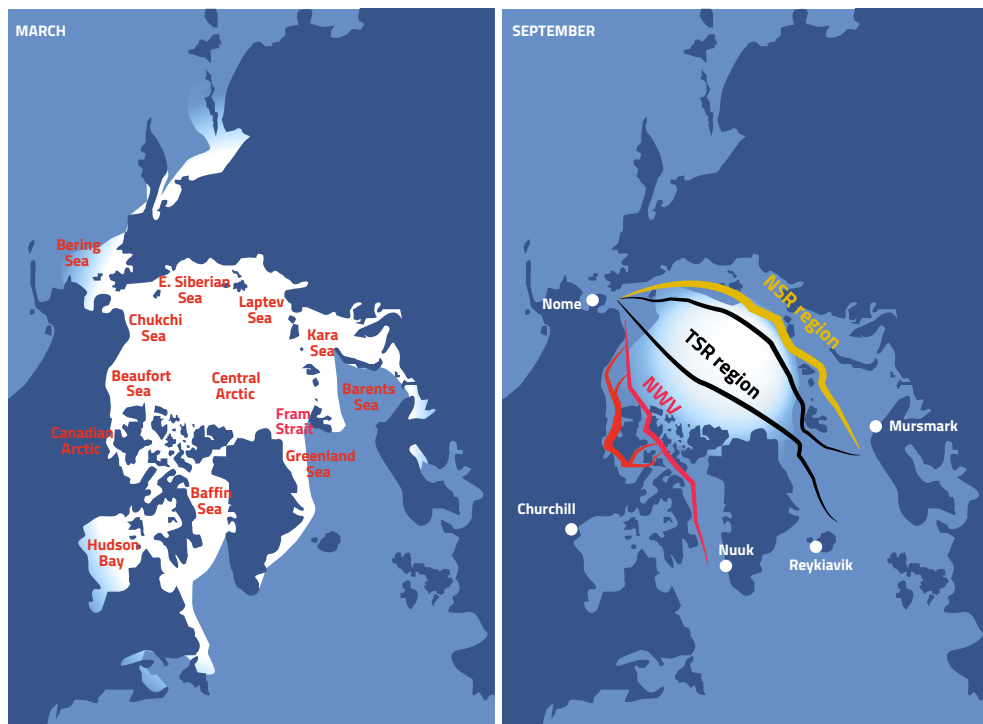 MARCH
Bering
Sea
E. Siberian
Sea
Laptev
Sea
Chukchi
Sea
Kara
Sea
Beaufort
Sea
Central
Arctic
Barents
Sea
Fram
Strait
Canadian
Arctic
Greenland
Sea
Baffin
Sea
Hudson
Bay
SEPTEMBER
Nome
NSR region
TSR region
NWV
Mursmark
Churchill
Nuuk
Reykiavik